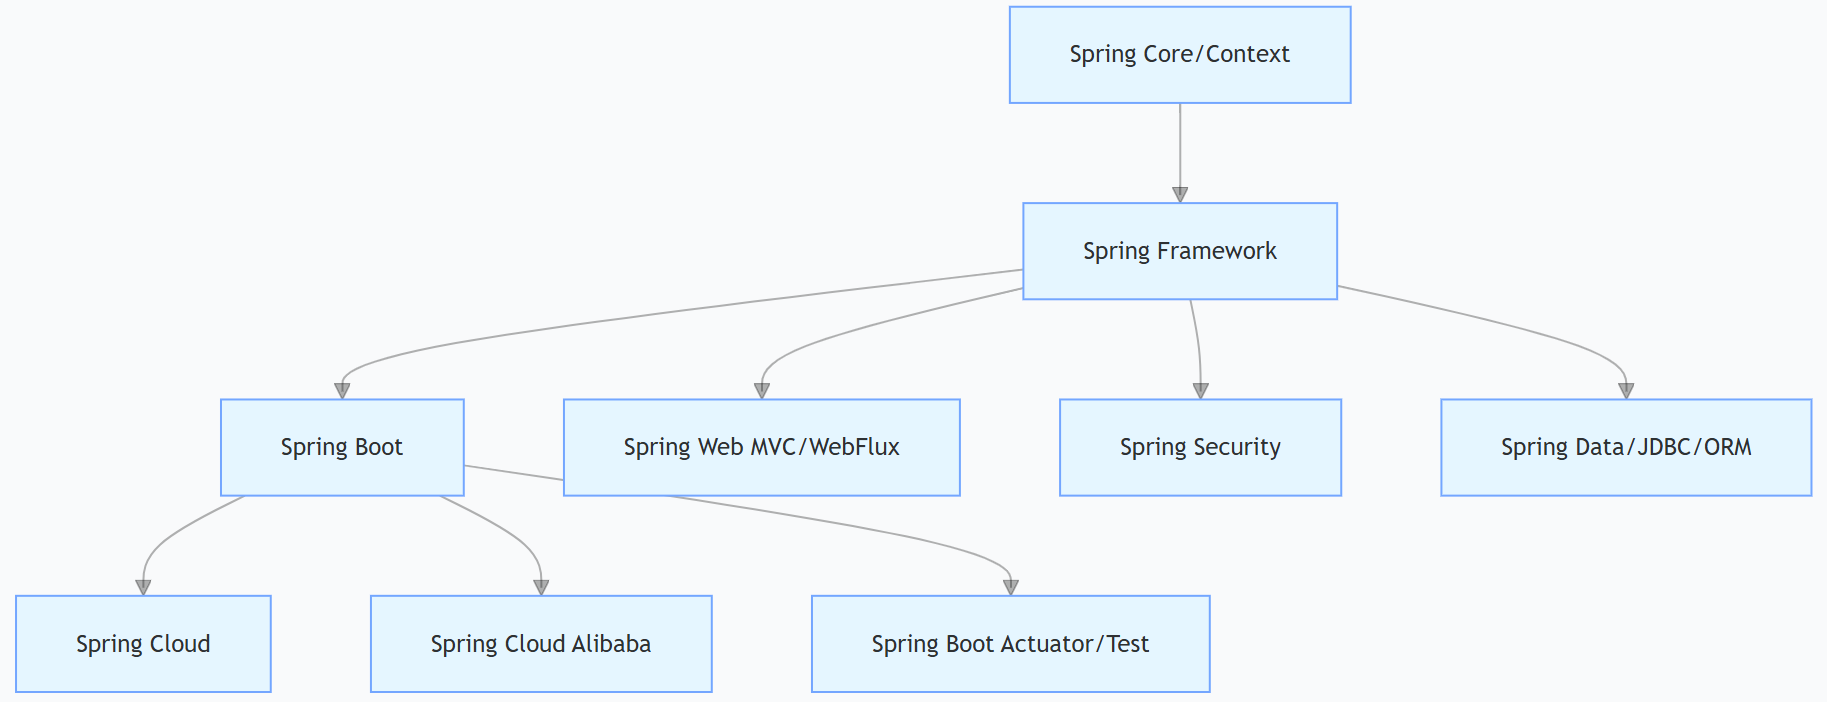 Spring Core/Context
Spring Framework
Spring Boot
Spring Web MVC/WebFlux
Spring Security
Spring Data/JDBC/ORM
Spring Cloud
Spring Cloud Alibaba
Spring Boot Actuator/Test